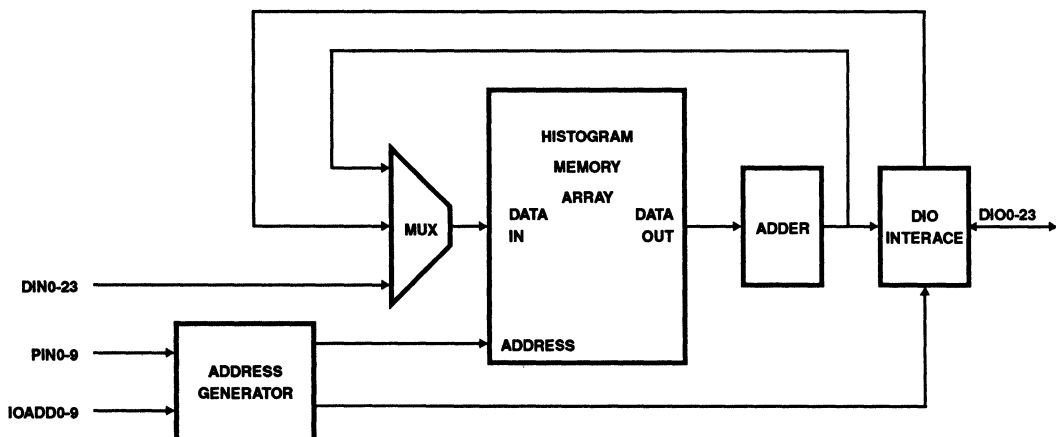 HISTOGRAM
MEMORY
ARRAY
DATA
IN
DATA
OUT
MUX
ADDER
DIO
INTERACE
DIO0-23
DIN0-23
PIN0-9
IOADD0-9
ADDRESS
GENERATOR
ADDRESS